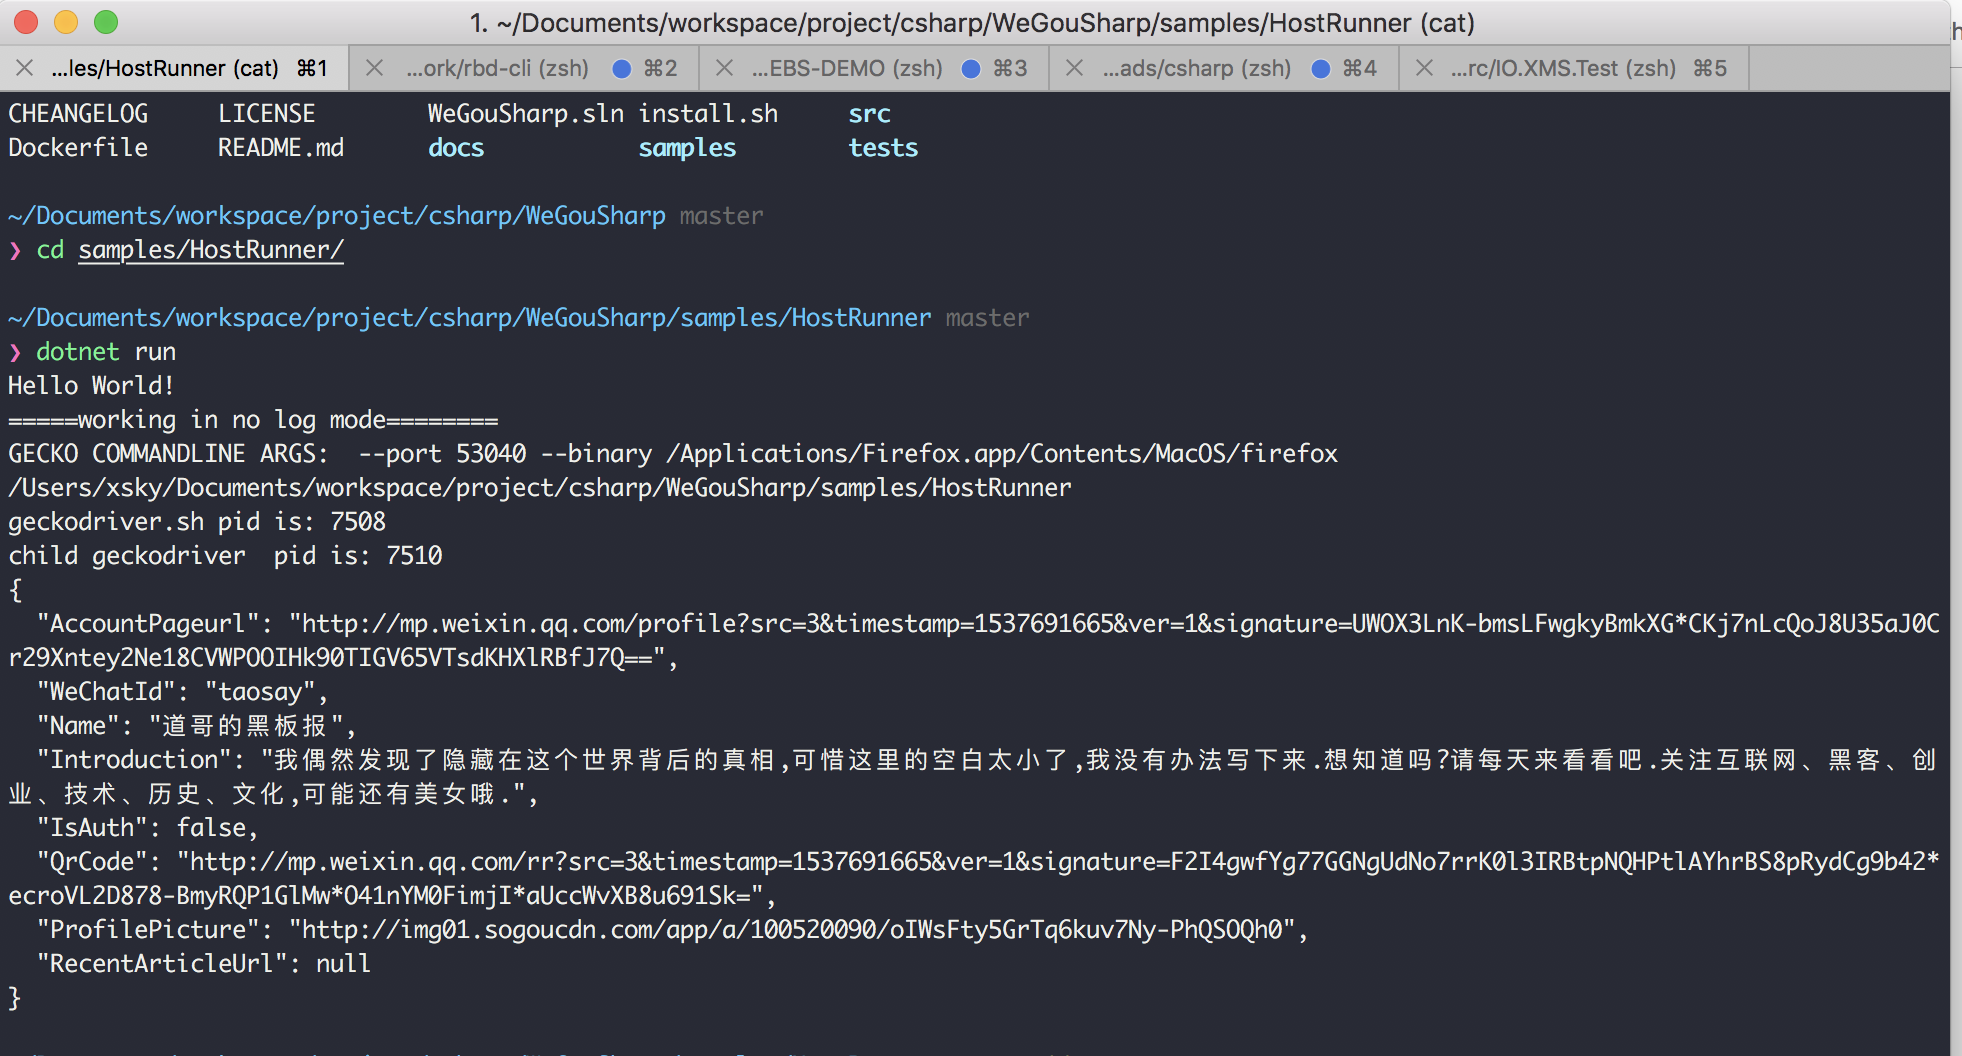 1. ~/Documents/workspace/project/csharp/WeGouSharp/samples/HostRunner (cat)
...les/HostRunner (cat) ⌘1 ...ork/rbd-cli (zsh) ⌘2 ...EBS-DEMO (zsh) ⌘3 ...ads/csharp (zsh) ⌘4 ...rc/IO.XMS.Test (zsh) ⌘5
CHEANGELOG LICENSE WeGouSharp.sln install.sh src
Dockerfile README.md docs samples tests
~/Documents/workspace/project/csharp/WeGouSharp master
❯ cd samples/HostRunner/
~/Documents/workspace/project/csharp/WeGouSharp/samples/HostRunner master
❯ dotnet run
Hello World!
=====working in no log mode========
GECKO COMMANDLINE ARGS:  --port 53040 --binary /Applications/Firefox.app/Contents/MacOS/firefox
/Users/xsky/Documents/workspace/project/csharp/WeGouSharp/samples/HostRunner
geckodriver.sh pid is: 7508
child geckodriver  pid is: 7510
{
  "AccountPageurl": "http://mp.weixin.qq.com/profile?src=3&timestamp=1537691665&ver=1&signature=UWOX3LnK-bmsLFwgkyBmkXG*CKj7nLcQoJ8U35aJ0C
r29Xntey2Ne18CVWPOOIHk90TIGV65VTsdKHXlRBfJ7Q==",
  "WeChatId": "taosay",
  "Name": "道哥的黑板报",
  "Introduction": "我偶然发现了隐藏在这个世界背后的真相,可惜这里的空白太小了,我没有办法写下来.想知道吗?请每天来看看吧.关注互联网、黑客、创
业、技术、历史、文化,可能还有美女哦.",
  "IsAuth": false,
  "QrCode": "http://mp.weixin.qq.com/rr?src=3&timestamp=1537691665&ver=1&signature=F2I4gwfYg77GGNgUdNo7rrK0l3IRBtpNQHPtlAYhrBS8pRydCg9b42*
ecroVL2D878-BmyRQP1GlMw*O41nYM0FimjI*aUccWvXB8u691Sk=",
  "ProfilePicture": "http://img01.sogoucdn.com/app/a/100520090/oIWsFty5GrTq6kuv7Ny-PhQSOQh0",
  "RecentArticleUrl": null
}